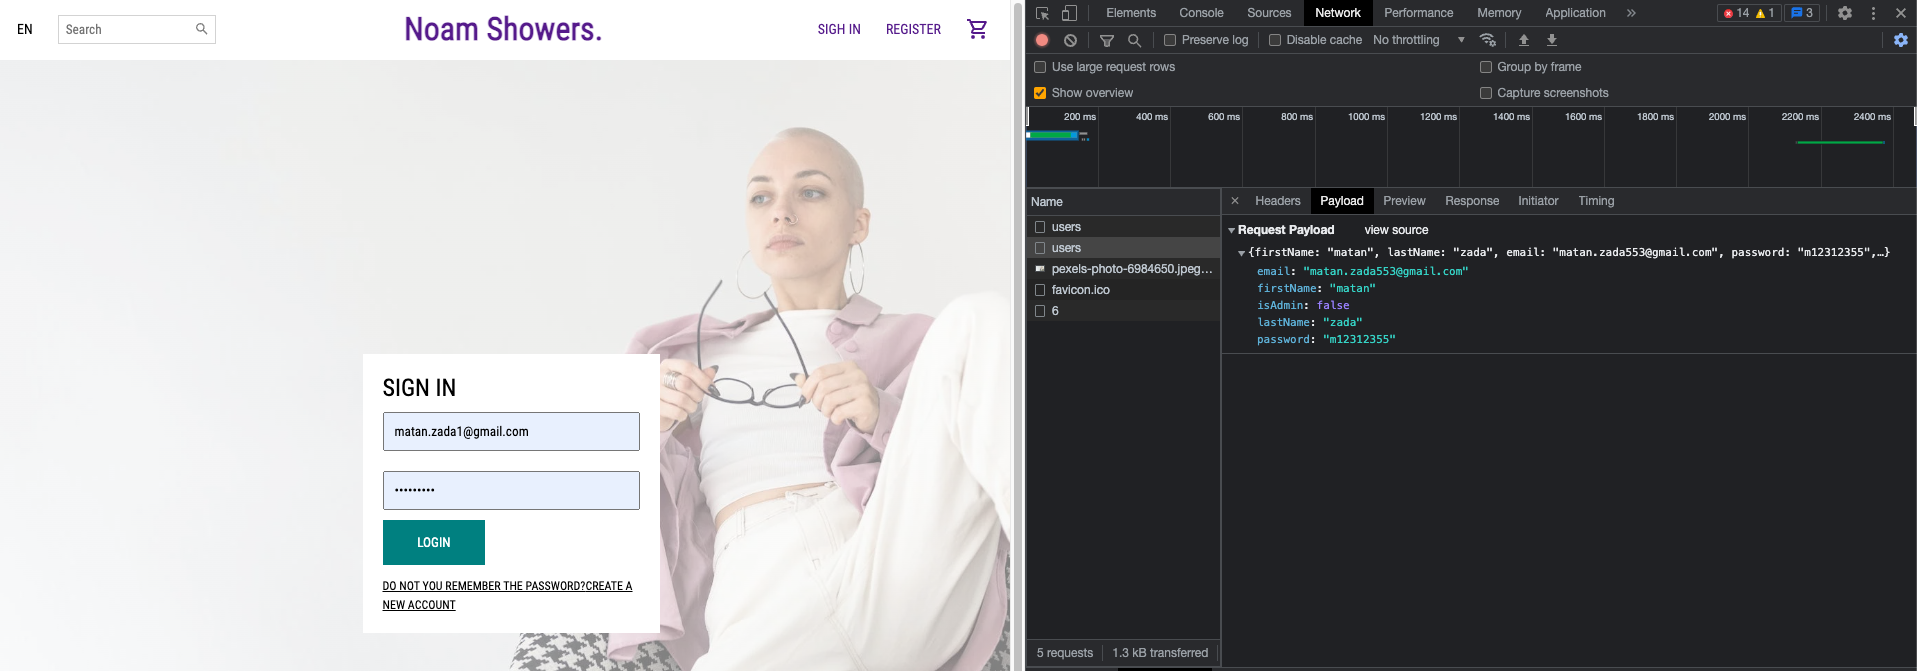 EN
Search
Noam Showers.
SIGH IN
REGISTER
SIGN IN
matan.zada1@gmail.com
•••••••••
LOGIN
DO NOT YOU REMEMBER THE PASSWORD?CREATE A
NEW ACCOUNT
Elements Console Sources Network Performance Memory Application » 14 1 3
Preserve log Disable cache No throttling
Use large request rows Group by frame
Show overview Capture screenshots
200 ms 400 ms 600 ms 800 ms 1000 ms 1200 ms 1400 ms 1600 ms 1800 ms 2000 ms 2200 ms 2400 ms
Name
users
users
pexels-photo-6984650.jpeg...
favicon.ico
6
5 requests 1.3 kB transferred
× Headers Payload Preview Response Initiator Timing
Request Payload view source
{firstName: "matan", lastName: "zada", email: "matan.zada553@gmail.com", password: "m12312355",…}
email: "matan.zada553@gmail.com"
firstName: "matan"
isAdmin: false
lastName: "zada"
password: "m12312355"